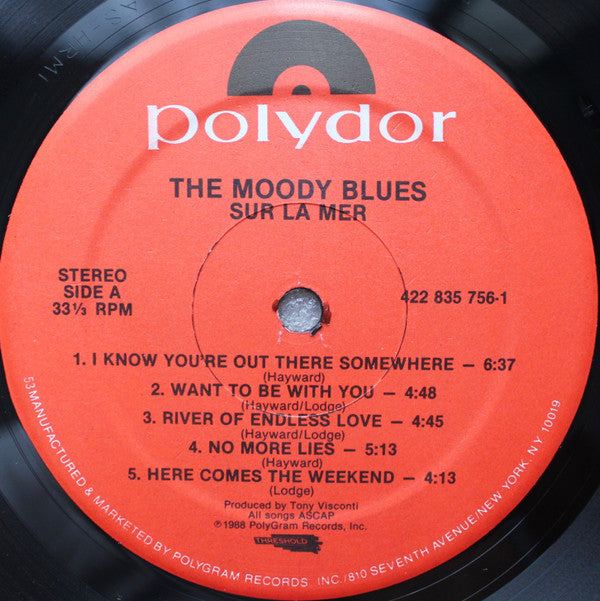 polydor
THE MOODY BLUES
SUR LA MER
STEREO
SIDE A
33⅓ RPM
422 835 756-1
1. I KNOW YOU'RE OUT THERE SOMEWHERE — 6:37
(Hayward)
2. WANT TO BE WITH YOU — 4:48
(Hayward/Lodge)
3. RIVER OF ENDLESS LOVE — 4:45
(Hayward/Lodge)
4. NO MORE LIES — 5:13
(Hayward)
5. HERE COMES THE WEEKEND — 4:13
(Lodge)
Produced by Tony Visconti
All songs ASCAP
℗1988 PolyGram Records, Inc.
THRESHOLD
53 MANUFACTURED & MARKETED BY POLYGRAM RECORDS, INC./810 SEVENTH AVENUE/NEW YORK, NY 10019